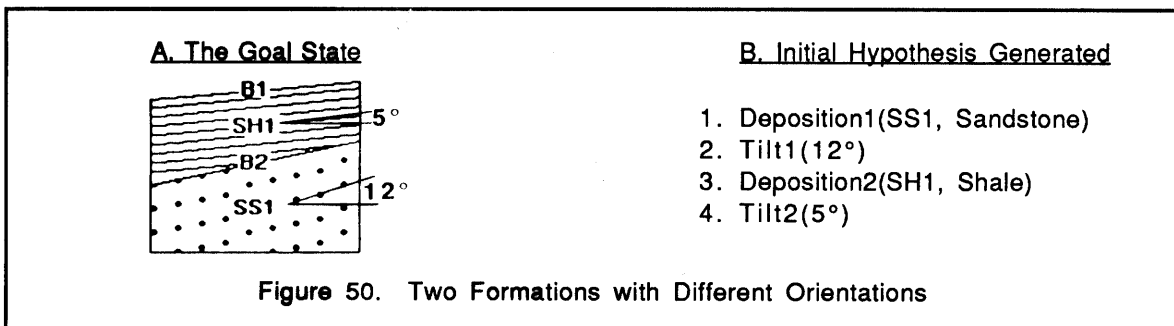 A. The Goal State
B1
SH1
5°
B2
12°
SS1
B. Initial Hypothesis Generated
1. Deposition1(SS1, Sandstone)
2. Tilt1(12°)
3. Deposition2(SH1, Shale)
4. Tilt2(5°)
Figure 50. Two Formations with Different Orientations